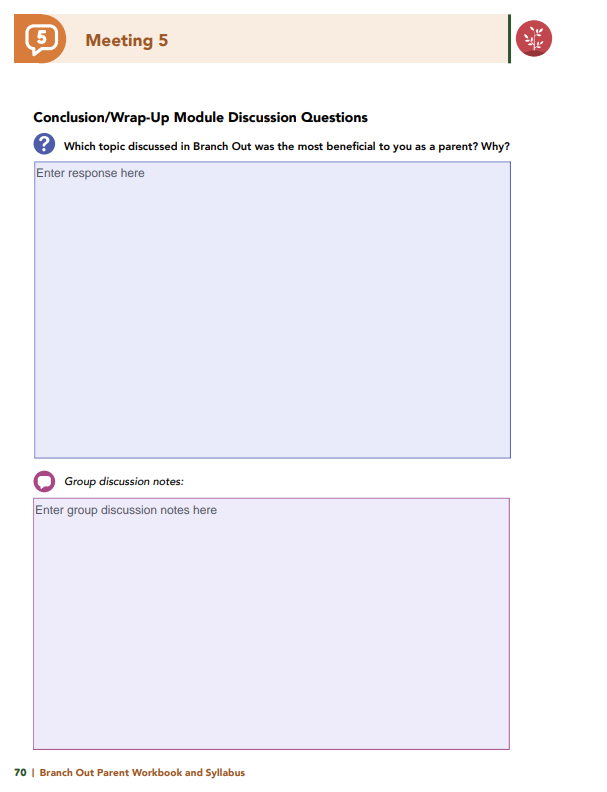 5
Meeting 5
Conclusion/Wrap-Up Module Discussion Questions
? Which topic discussed in Branch Out was the most beneficial to you as a parent? Why?
Enter response here
Group discussion notes:
Enter group discussion notes here
70 | Branch Out Parent Workbook and Syllabus